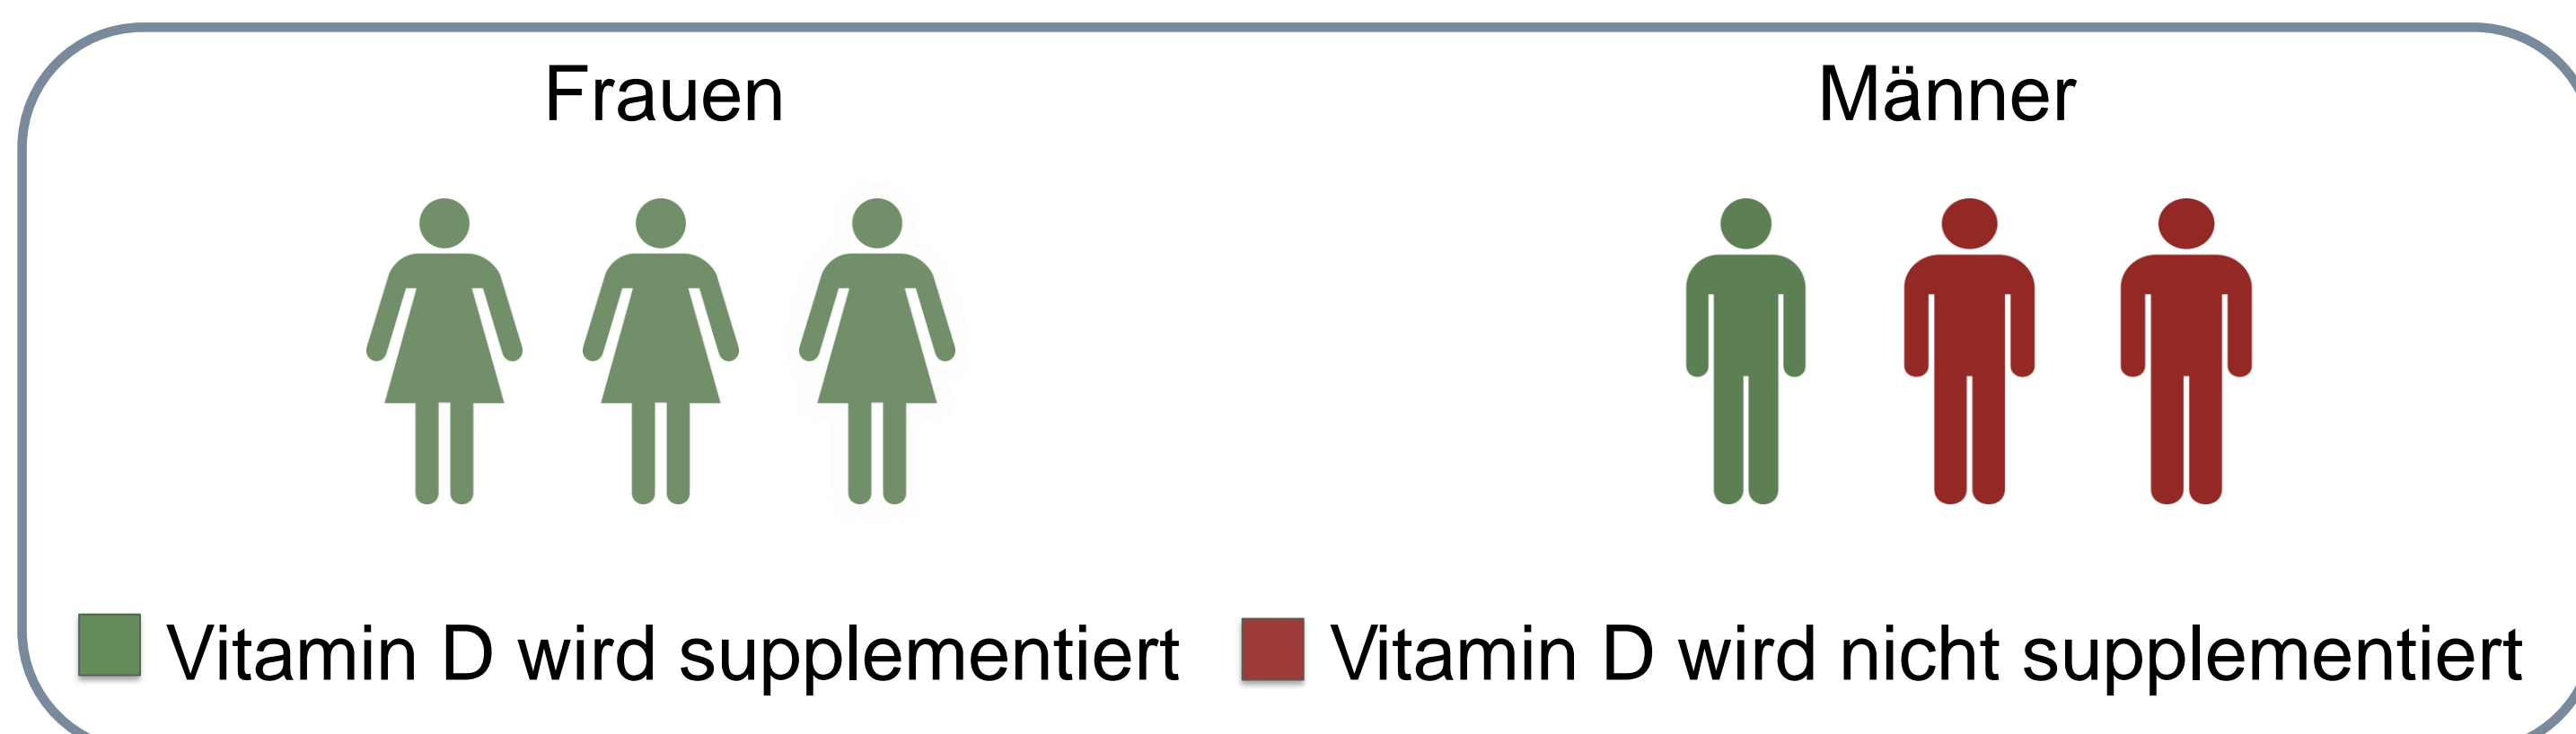 Frauen
Männer
Vitamin D wird supplementiert
Vitamin D wird nicht supplementiert